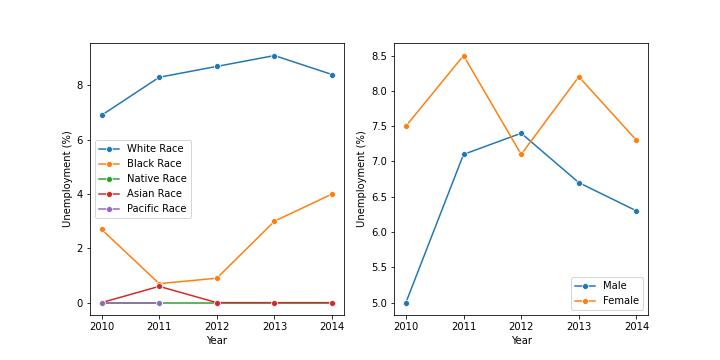 Unemployment (%)
8
6
4
2
0
White Race
Black Race
Native Race
Asian Race
Pacific Race
2010 2011 2012 2013 2014
Year
Unemployment (%)
8.5
8.0
7.5
7.0
6.5
6.0
5.5
5.0
Male
Female
2010 2011 2012 2013 2014
Year